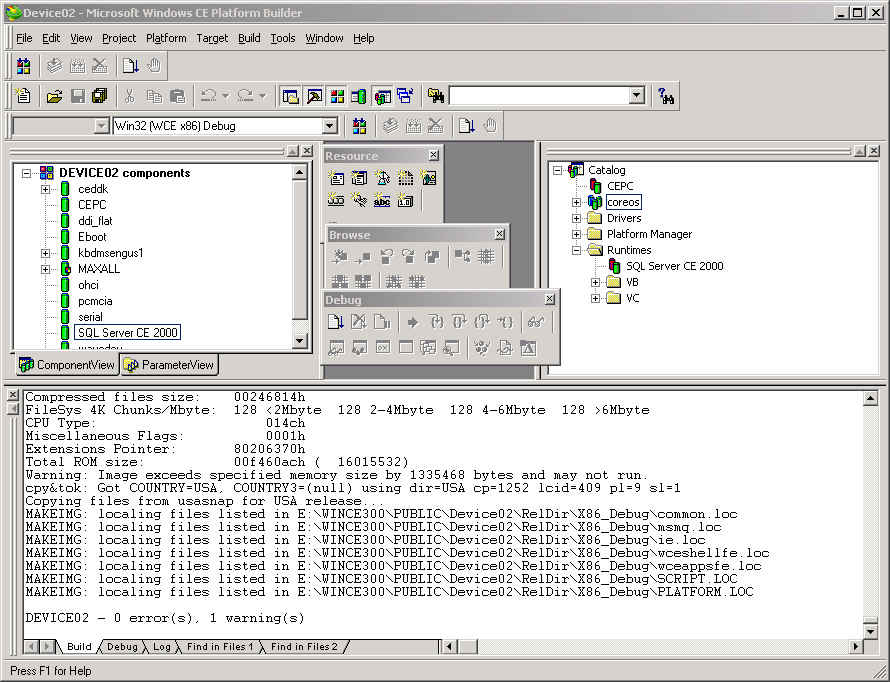 Device02 - Microsoft Windows CE Platform Builder
File Edit View Project Platform Target Build Tools Window Help
Win32 (WCE x86) Debug
DEVICE02 components
ceddk
CEPC
ddi_flat
Eboot
kbdmsengus1
MAXALL
ohci
pcmcia
serial
SQL Server CE 2000
ComponentView ParameterView
Resource
Browse
Debug
Catalog
CEPC
coreos
Drivers
Platform Manager
Runtimes
SQL Server CE 2000
VB
VC
Compressed files size: 00246814h
FileSys 4K Chunks/Mbyte: 128 <2Mbyte 128 2-4Mbyte 128 4-6Mbyte 128 >6Mbyte
CPU Type: 014ch
Miscellaneous Flags: 0001h
Extensions Pointer: 80206370h
Total ROM size: 00f460ach ( 16015532)
Warning: Image exceeds specified memory size by 1335468 bytes and may not run.
cpy&tok: Got COUNTRY=USA, COUNTRY3=(null) using dir=USA cp=1252 lcid=409 pl=9 sl=1
Copying files from usasnap for USA release.
MAKEIMG: localing files listed in E:\WINCE300\PUBLIC\Device02\RelDir\X86_Debug\common.loc
MAKEIMG: localing files listed in E:\WINCE300\PUBLIC\Device02\RelDir\X86_Debug\msmq.loc
MAKEIMG: localing files listed in E:\WINCE300\PUBLIC\Device02\RelDir\X86_Debug\ie.loc
MAKEIMG: localing files listed in E:\WINCE300\PUBLIC\Device02\RelDir\X86_Debug\wceshellfe.loc
MAKEIMG: localing files listed in E:\WINCE300\PUBLIC\Device02\RelDir\X86_Debug\wceappsfe.loc
MAKEIMG: localing files listed in E:\WINCE300\PUBLIC\Device02\RelDir\X86_Debug\SCRIPT.LOC
MAKEIMG: localing files listed in E:\WINCE300\PUBLIC\Device02\RelDir\X86_Debug\PLATFORM.LOC
DEVICE02 - 0 error(s), 1 warning(s)
Build Debug Log Find in Files 1 Find in Files 2
Press F1 for Help